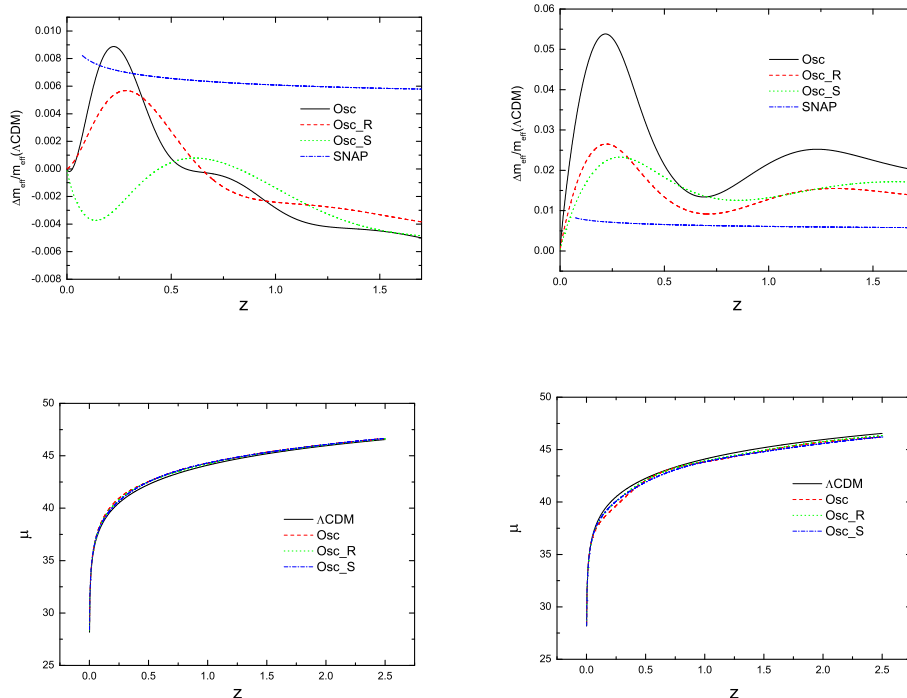 0.010
0.008
0.006
0.004
0.002
0.000
-0.002
-0.004
-0.006
-0.008
Δm_eff/m_eff(ΛCDM)
Osc
Osc_R
Osc_S
SNAP
0.0 0.5 1.0 1.5
z
0.06
0.05
0.04
0.03
0.02
0.01
0.00
Δm_eff/m_eff(ΛCDM)
Osc
Osc_R
Osc_S
SNAP
0.0 0.5 1.0 1.5
z
50
45
40
35
30
25
μ
ΛCDM
Osc
Osc_R
Osc_S
0.0 0.5 1.0 1.5 2.0 2.5
z
50
45
40
35
30
25
μ
ΛCDM
Osc
Osc_R
Osc_S
0.0 0.5 1.0 1.5 2.0 2.5
z